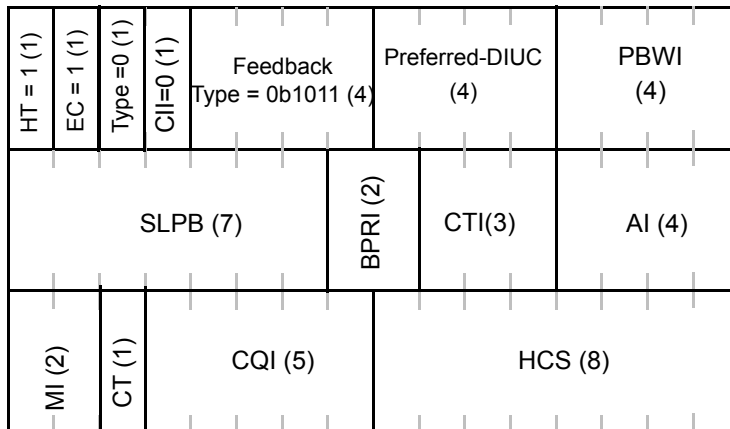 HT = 1 (1)
EC = 1 (1)
Type =0 (1)
CII=0 (1)
Feedback
Type = 0b1011 (4)
Preferred-DIUC
(4)
PBWI
(4)
SLPB (7)
BPRI (2)
CTI(3)
AI (4)
MI (2)
CT (1)
CQI (5)
HCS (8)